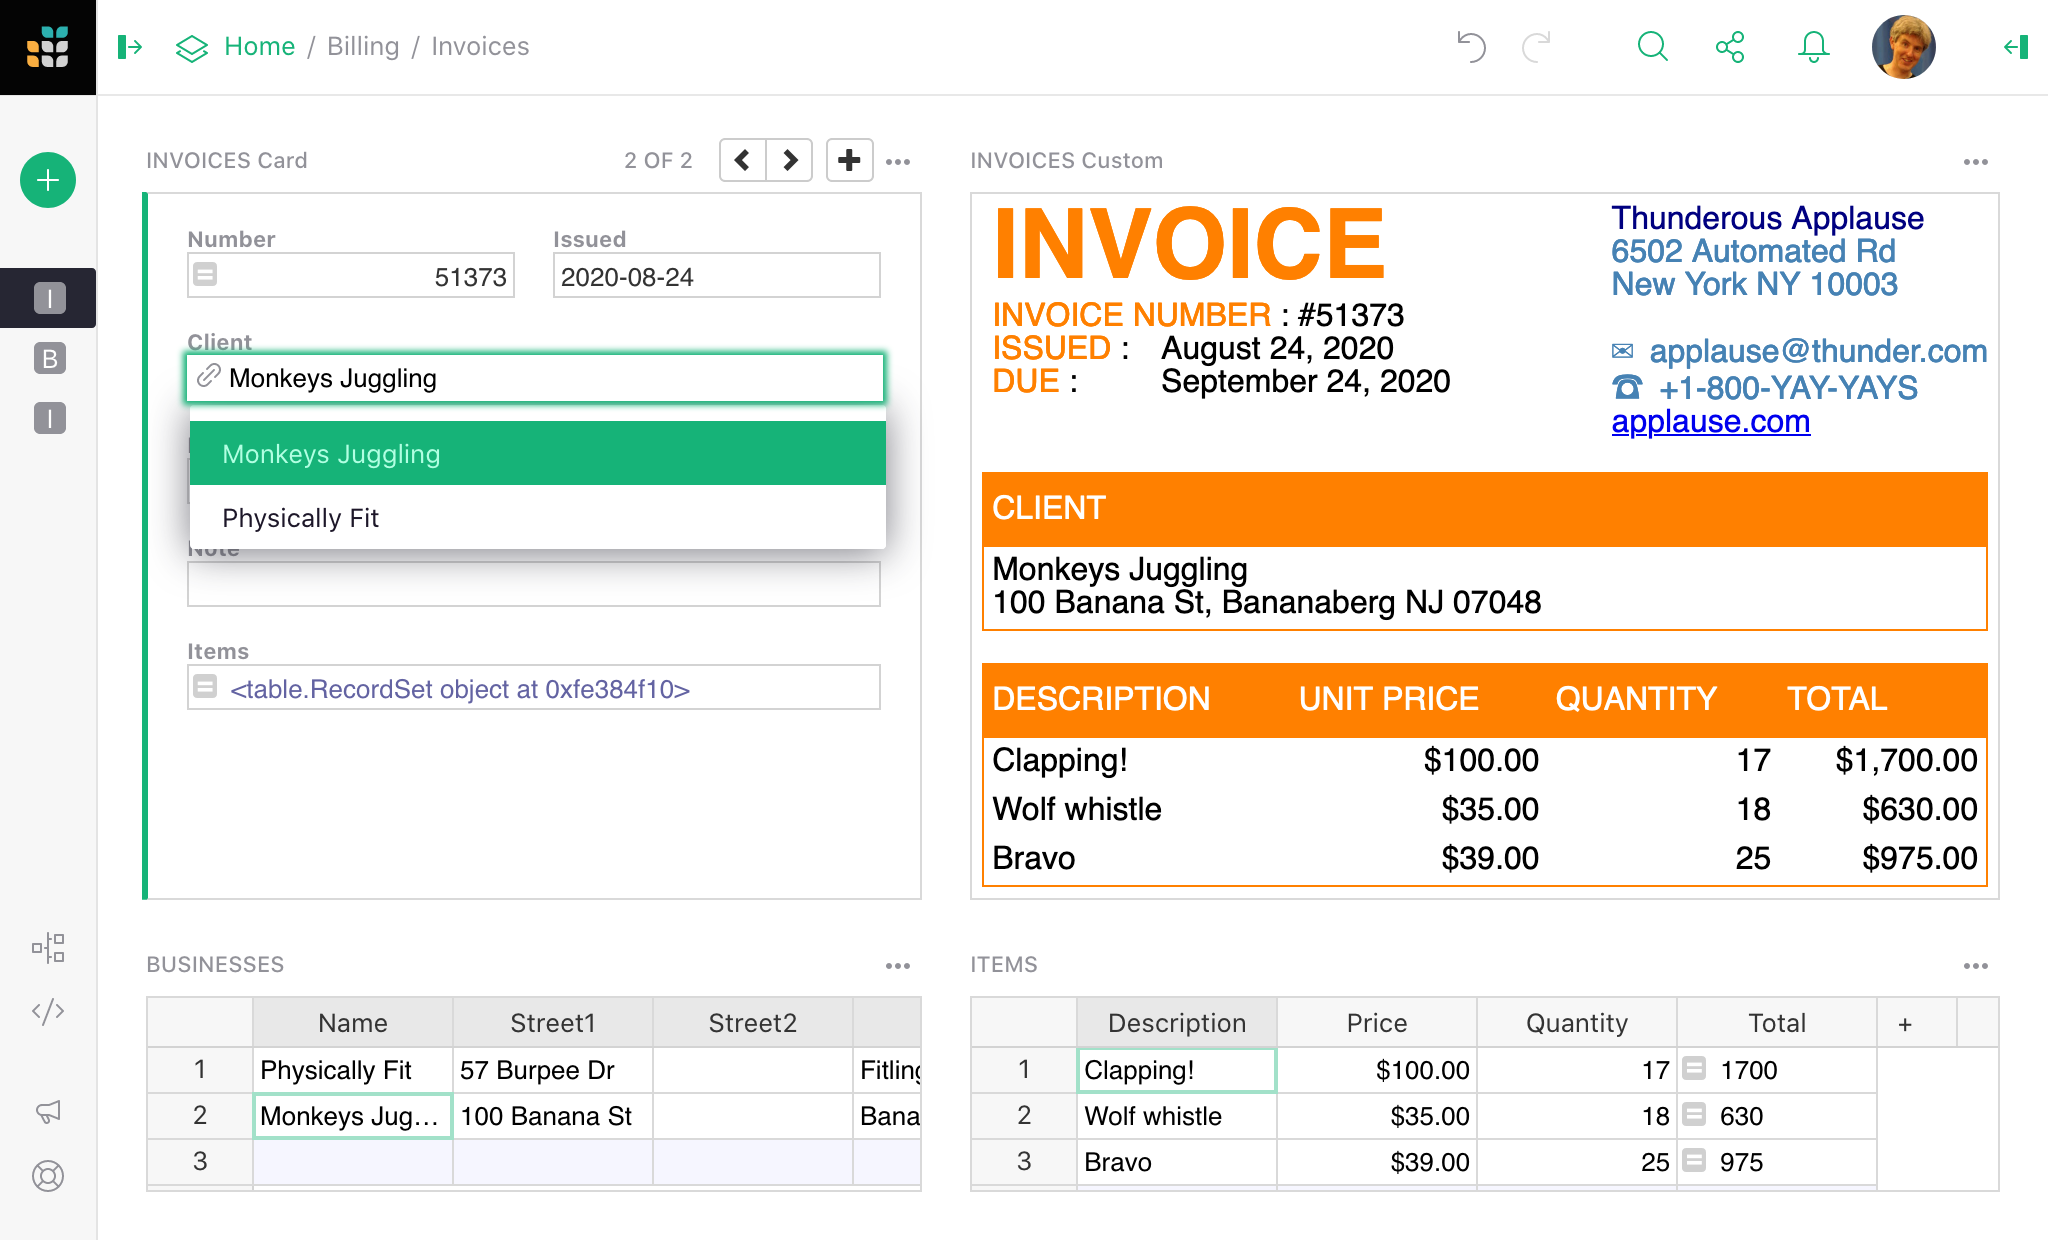 Home / Billing / Invoices
I
B
I
INVOICES Card
2 OF 2
Number
51373
Issued
2020-08-24
Client
Monkeys Juggling
Monkeys Juggling
Physically Fit
Note
Items
<table.RecordSet object at 0xfe384f10>
INVOICES Custom
INVOICE
INVOICE NUMBER : #51373
ISSUED : August 24, 2020
DUE : September 24, 2020
Thunderous Applause
6502 Automated Rd
New York NY 10003
✉ applause@thunder.com
☎ +1-800-YAY-YAYS
applause.com
CLIENT
Monkeys Juggling
100 Banana St, Bananaberg NJ 07048
DESCRIPTION UNIT PRICE QUANTITY TOTAL
Clapping! $100.00 17 $1,700.00
Wolf whistle $35.00 18 $630.00
Bravo $39.00 25 $975.00
BUSINESSES
Name Street1 Street2
1 Physically Fit 57 Burpee Dr Fitling
2 Monkeys Jug... 100 Banana St Bana
3
ITEMS
Description Price Quantity Total +
1 Clapping! $100.00 17 1700
2 Wolf whistle $35.00 18 630
3 Bravo $39.00 25 975